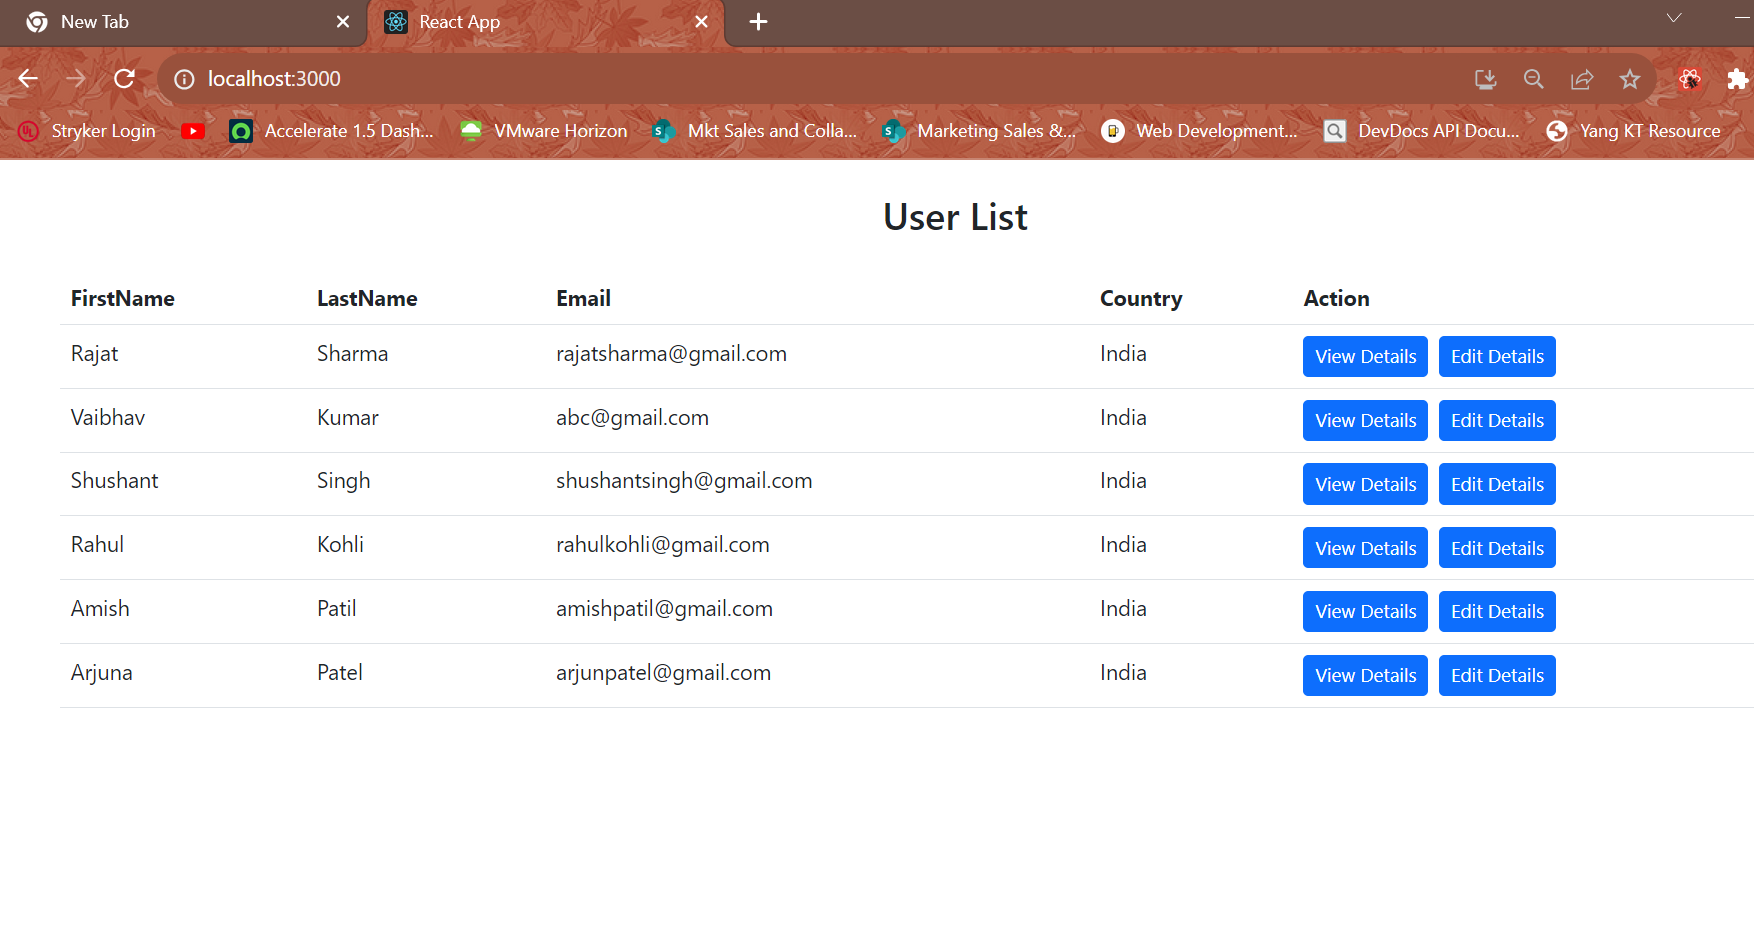 New Tab React App
localhost:3000
Stryker Login Accelerate 1.5 Dash... VMware Horizon Mkt Sales and Colla... Marketing Sales &... Web Development... DevDocs API Docu... Yang KT Resource
User List
FirstName LastName Email Country Action
Rajat Sharma rajatsharma@gmail.com India View Details Edit Details
Vaibhav Kumar abc@gmail.com India View Details Edit Details
Shushant Singh shushantsingh@gmail.com India View Details Edit Details
Rahul Kohli rahulkohli@gmail.com India View Details Edit Details
Amish Patil amishpatil@gmail.com India View Details Edit Details
Arjuna Patel arjunpatel@gmail.com India View Details Edit Details